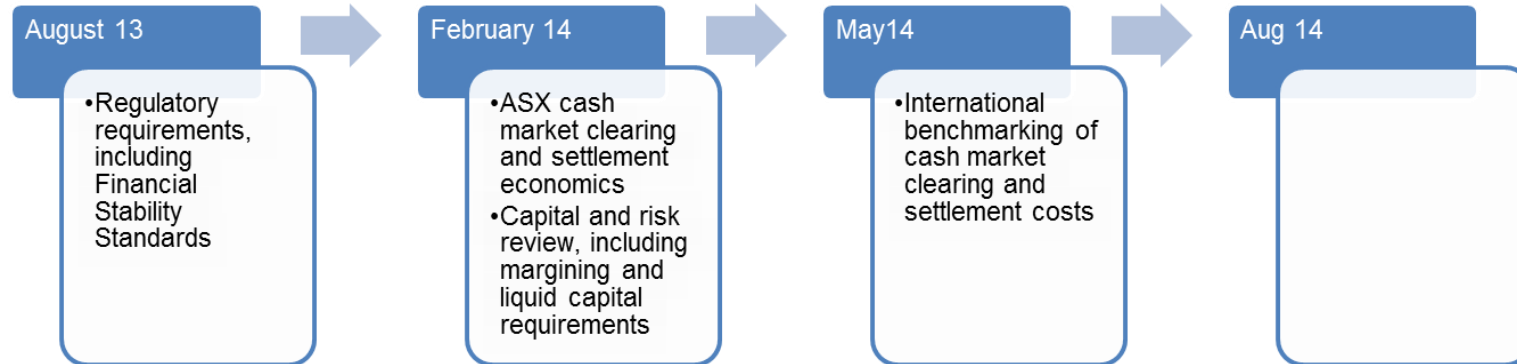 August 13
•Regulatory
requirements,
including
Financial
Stability
Standards
February 14
•ASX cash
market clearing
and settlement
economics
•Capital and risk
review, including
margining and
liquid capital
requirements
May14
•International
benchmarking of
cash market
clearing and
settlement costs
Aug 14